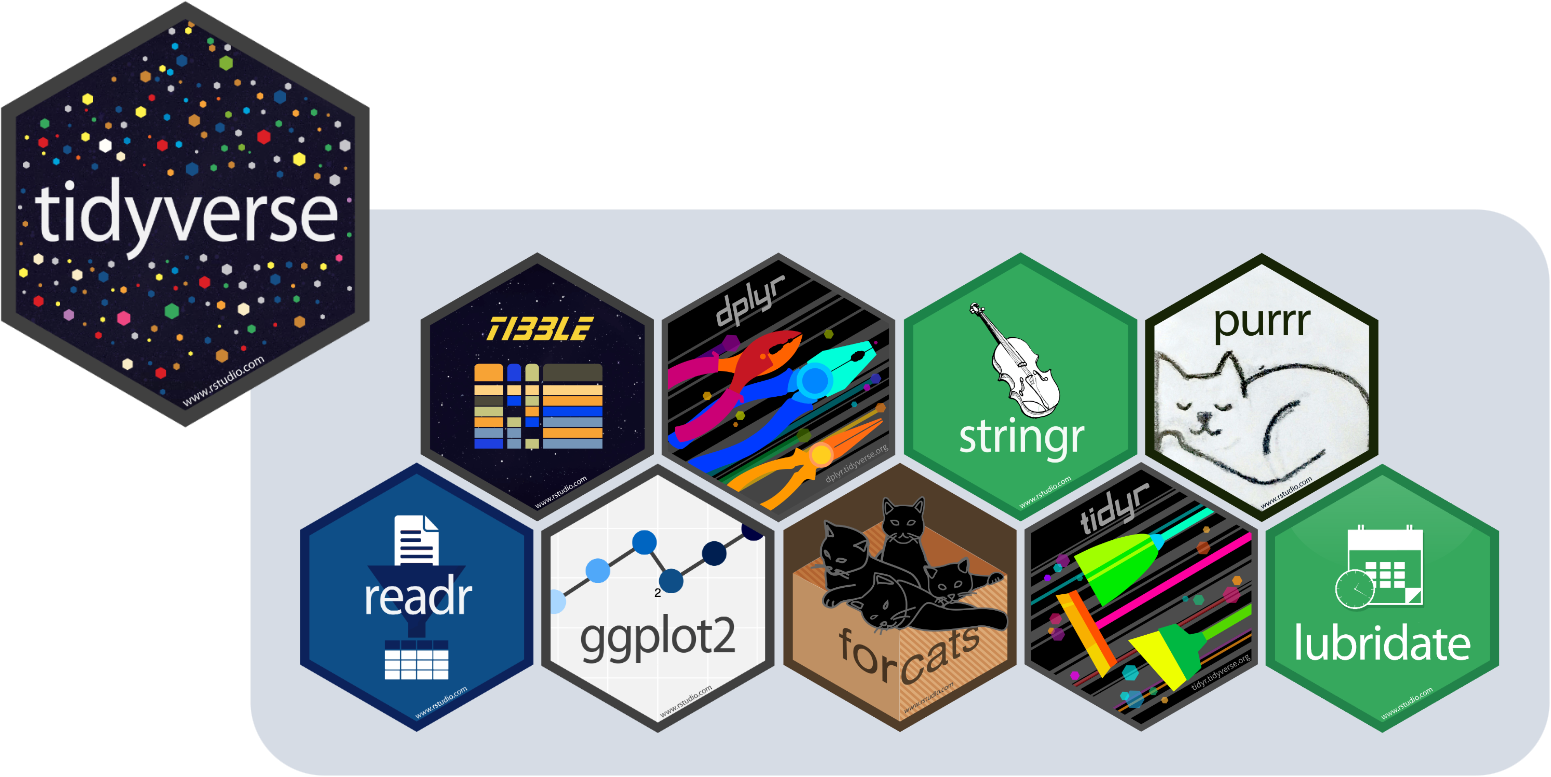 tidyverse
www.rstudio.com
TIBBLE
www.rstudio.com
dplyr
dplyr.tidyverse.org
stringr
www.rstudio.com
purrr
www.rstudio.com
readr
www.rstudio.com
2
ggplot2
www.rstudio.com
forcats
www.rstudio.com
tidyr
tidyr.tidyverse.org
lubridate
www.rstudio.com